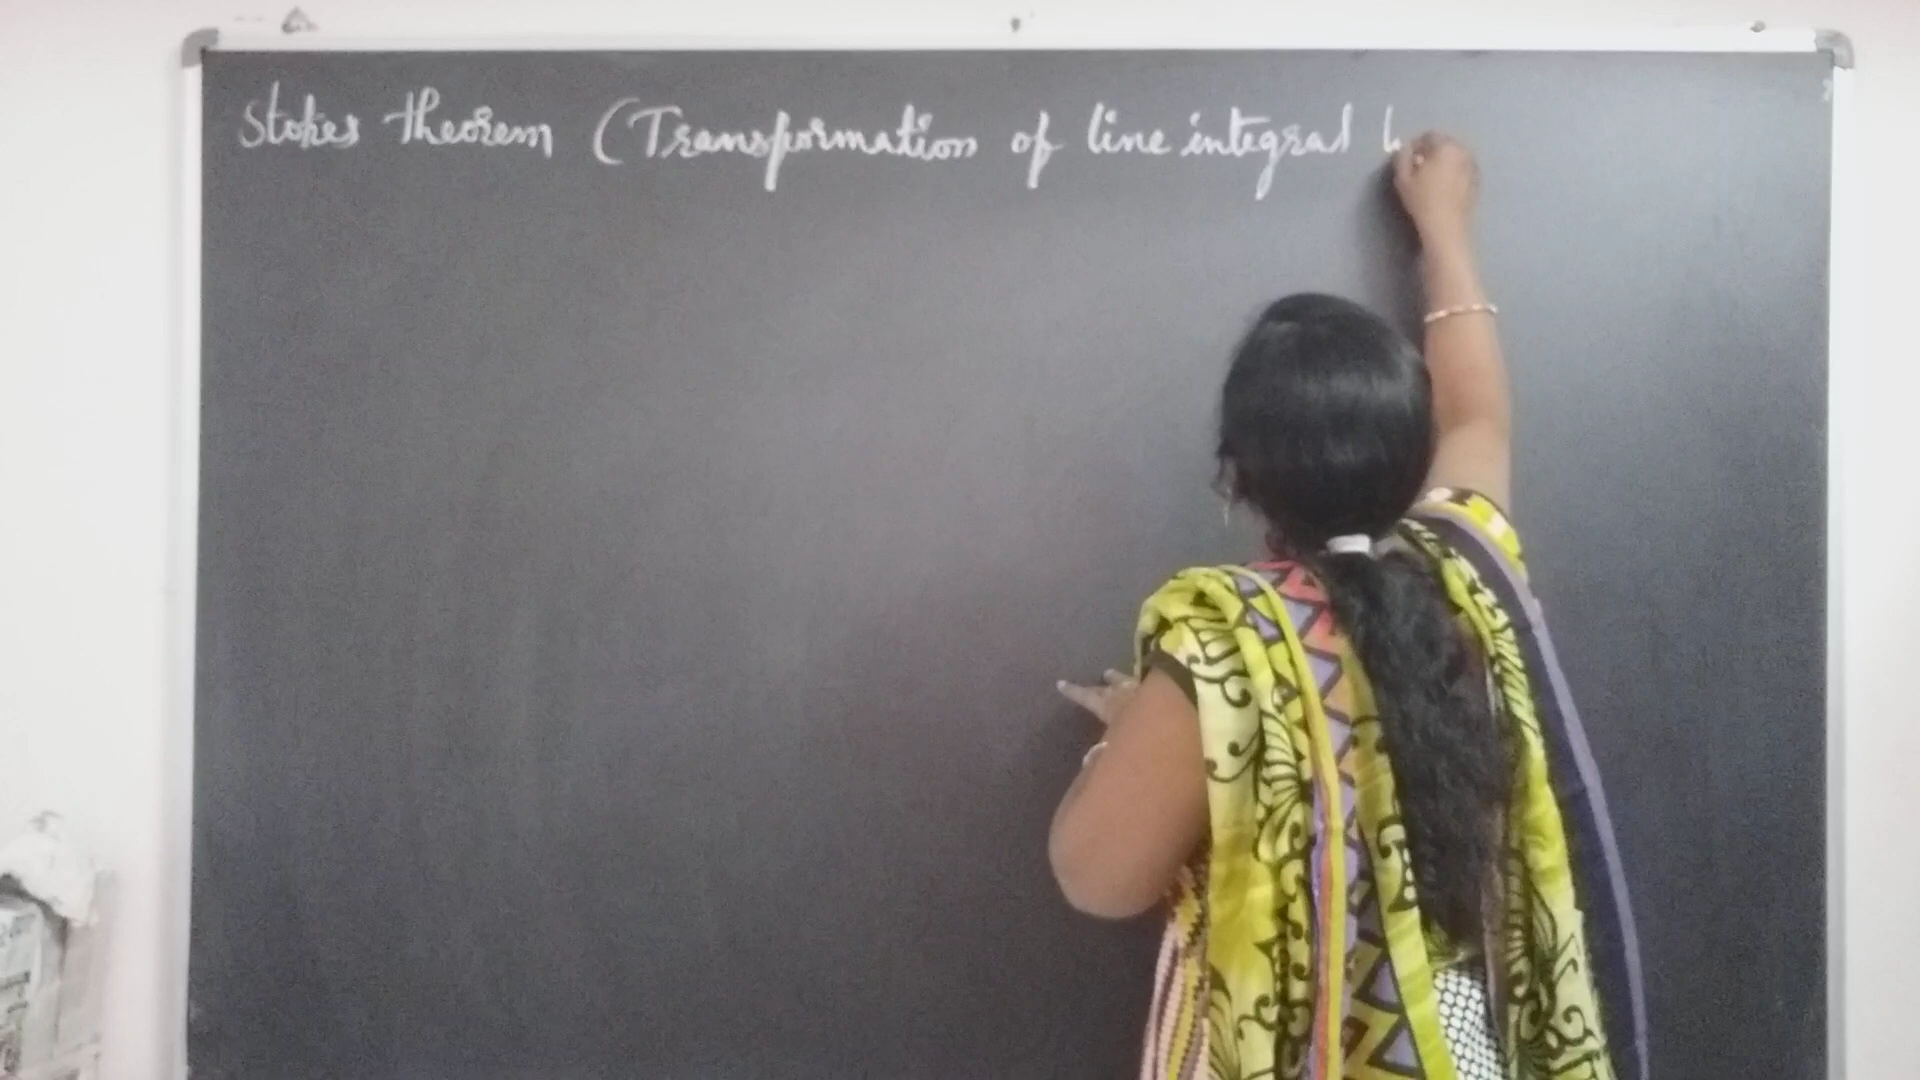 Stokes theorem (Transformation of line integral